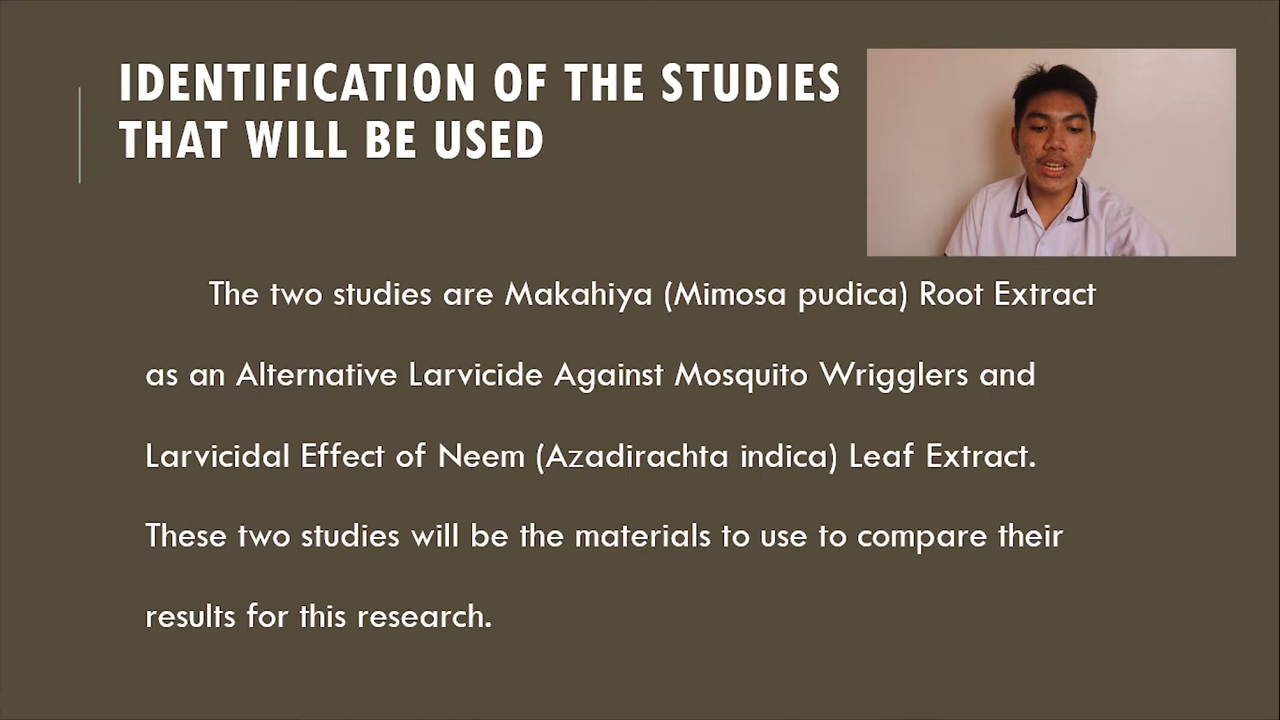 IDENTIFICATION OF THE STUDIES
THAT WILL BE USED
The two studies are Makahiya (Mimosa pudica) Root Extract
as an Alternative Larvicide Against Mosquito Wrigglers and
Larvicidal Effect of Neem (Azadirachta indica) Leaf Extract.
These two studies will be the materials to use to compare their
results for this research.